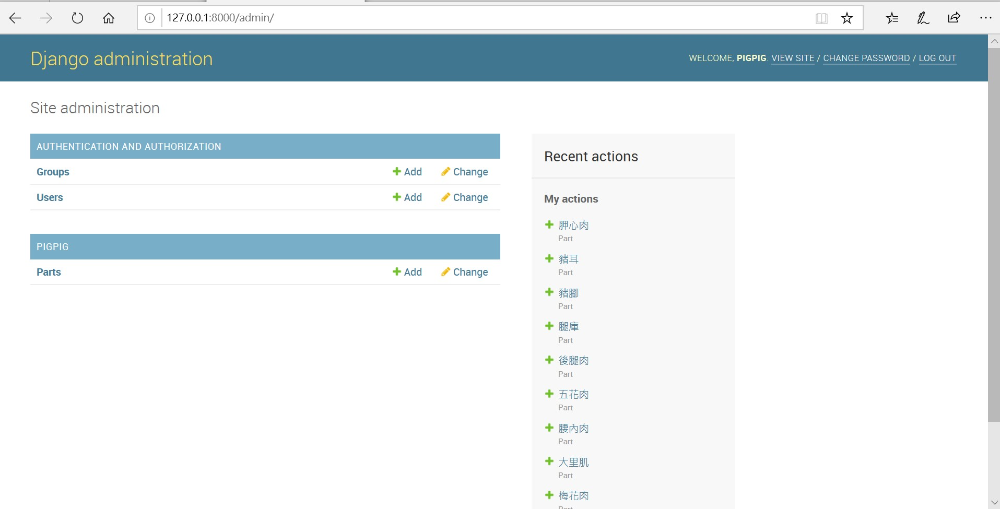 127.0.0.1:8000/admin/
Django administration
WELCOME, PIGPIG. VIEW SITE / CHANGE PASSWORD / LOG OUT
Site administration
AUTHENTICATION AND AUTHORIZATION
Groups Add Change
Users Add Change
PIGPIG
Parts Add Change
Recent actions
My actions
胛心肉
Part
豬耳
Part
豬腳
Part
腿庫
Part
後腿肉
Part
五花肉
Part
腰內肉
Part
大里肌
Part
梅花肉
Part